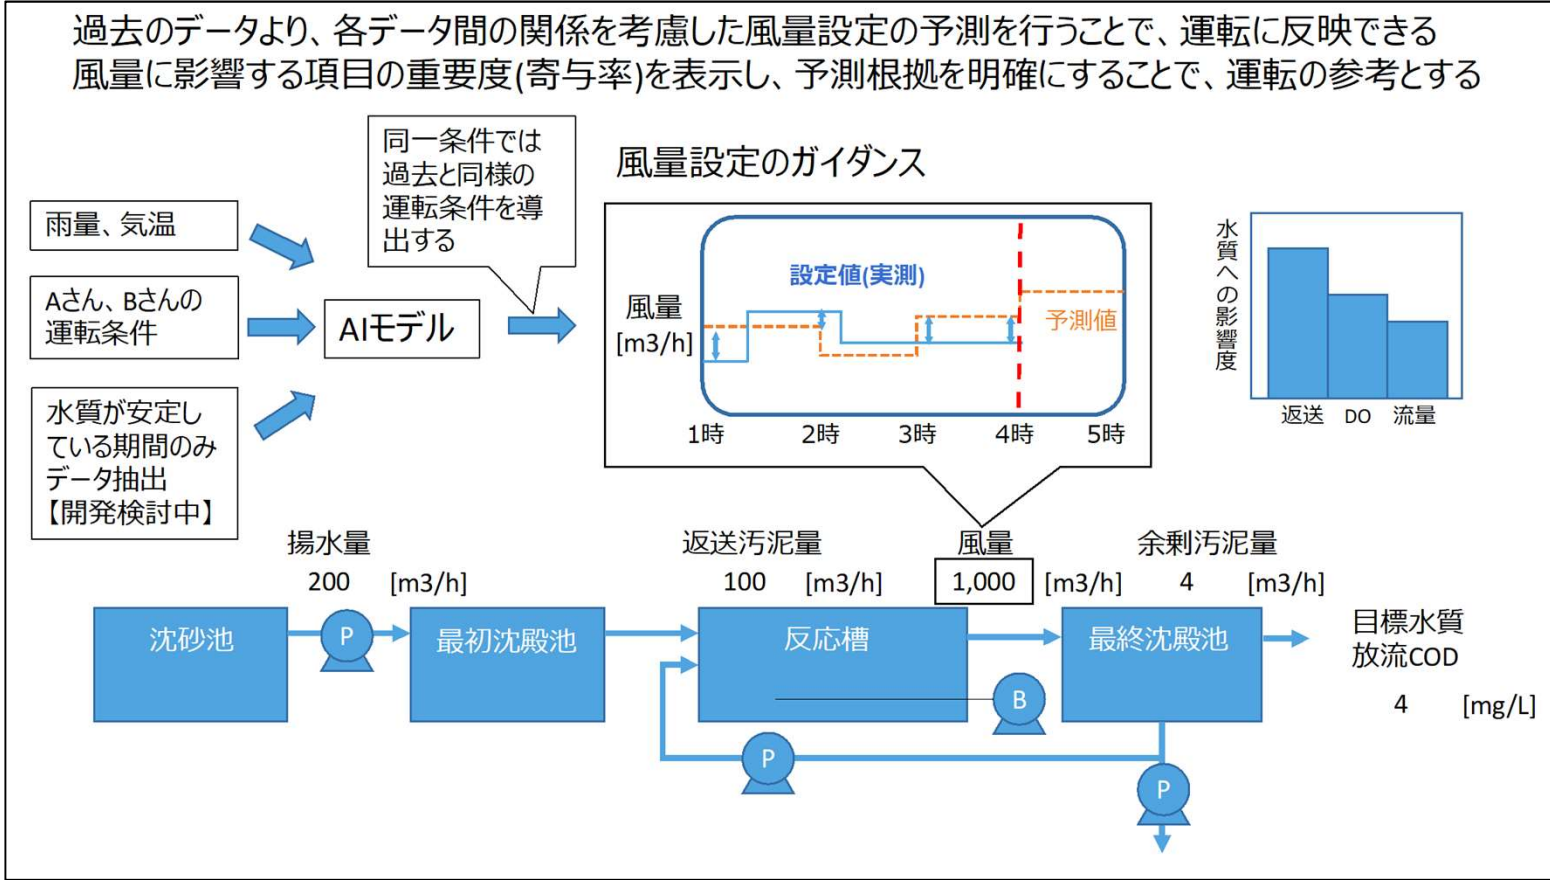 過去のデータより、各データ間の関係を考慮した風量設定の予測を行うことで、運転に反映できる
風量に影響する項目の重要度(寄与率)を表示し、予測根拠を明確にすることで、運転の参考とする
同一条件では
過去と同様の
運転条件を導
出する
風量設定のガイダンス
雨量、気温
Aさん、Bさんの
運転条件
水質が安定し
ている期間のみ
データ抽出
【開発検討中】
AIモデル
風量
[m3/h]
設定値(実測)
予測値
1時 2時 3時 4時 5時
水質への影響度
返送 DO 流量
揚水量
200 [m3/h]
返送汚泥量
100 [m3/h]
風量
1,000 [m3/h]
余剰汚泥量
4 [m3/h]
沈砂池
P
最初沈殿池
反応槽
B
最終沈殿池
P
P
目標水質
放流COD
4 [mg/L]